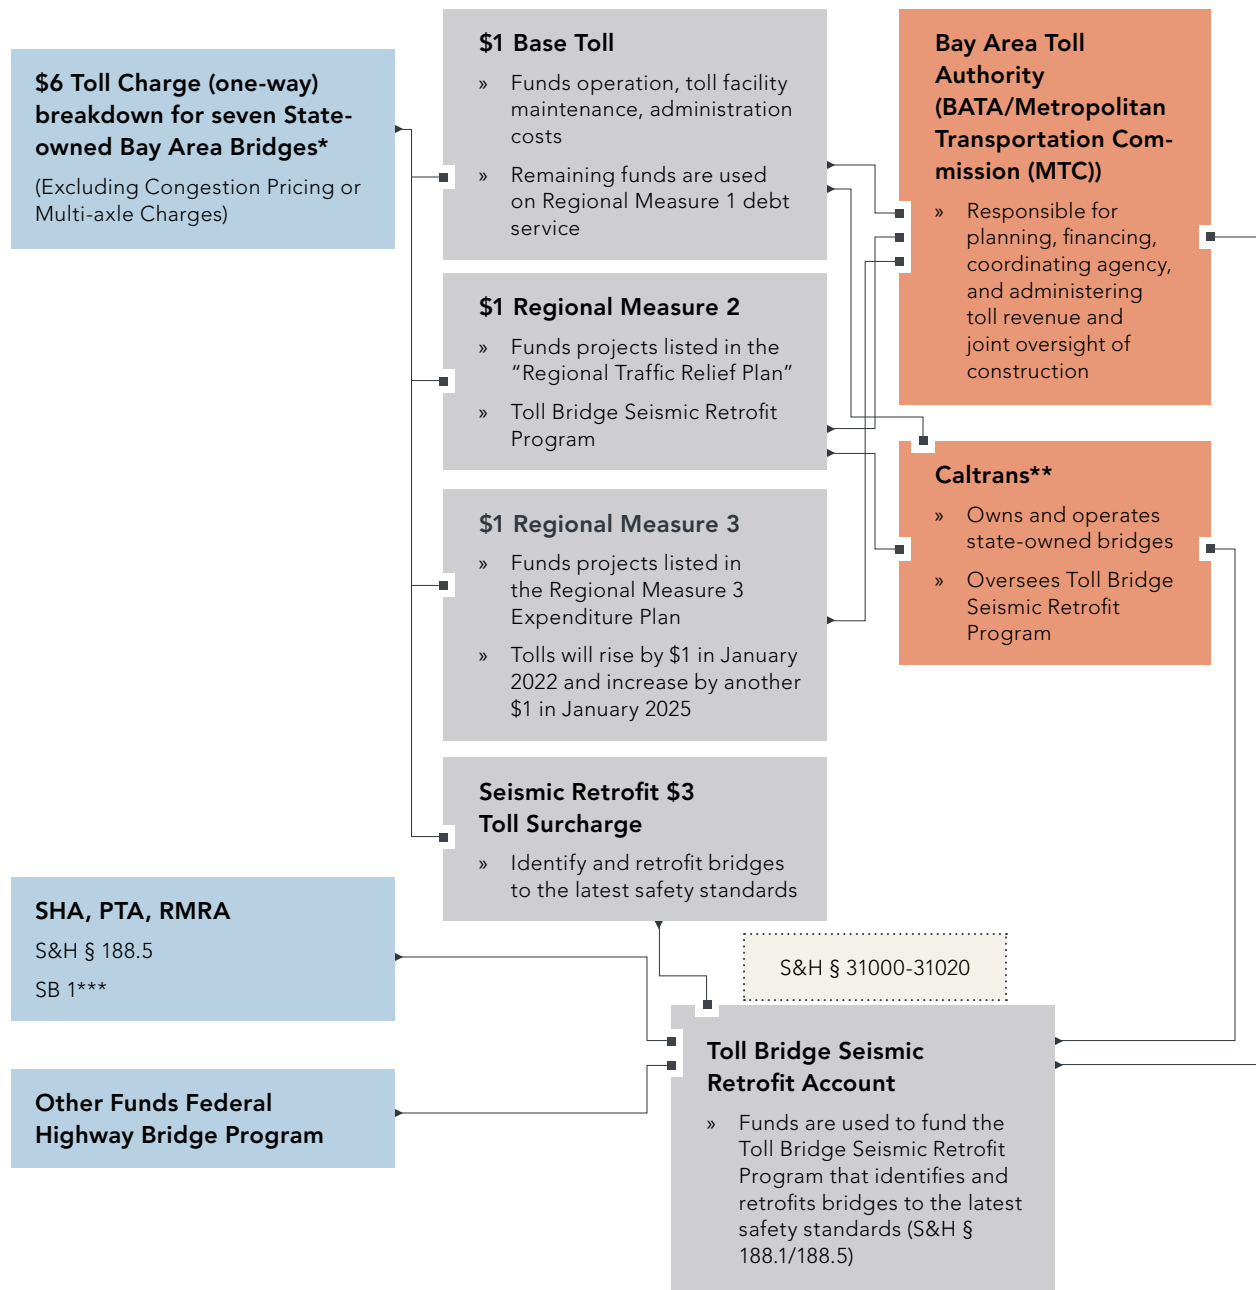 $6 Toll Charge (one-way)
breakdown for seven State-
owned Bay Area Bridges*
(Excluding Congestion Pricing or
Multi-axle Charges)
$1 Base Toll
» Funds operation, toll facility
maintenance, administration
costs
» Remaining funds are used
on Regional Measure 1 debt
service
$1 Regional Measure 2
» Funds projects listed in the
“Regional Traffic Relief Plan”
» Toll Bridge Seismic Retrofit
Program
$1 Regional Measure 3
» Funds projects listed in
the Regional Measure 3
Expenditure Plan
» Tolls will rise by $1 in January
2022 and increase by another
$1 in January 2025
Seismic Retrofit $3
Toll Surcharge
» Identify and retrofit bridges
to the latest safety standards
Bay Area Toll
Authority
(BATA/Metropolitan
Transportation Com-
mission (MTC))
» Responsible for
planning, financing,
coordinating agency,
and administering
toll revenue and
joint oversight of
construction
Caltrans**
» Owns and operates
state-owned bridges
» Oversees Toll Bridge
Seismic Retrofit
Program
SHA, PTA, RMRA
S&H § 188.5
SB 1***
Other Funds Federal
Highway Bridge Program
S&H § 31000-31020
Toll Bridge Seismic
Retrofit Account
» Funds are used to fund the
Toll Bridge Seismic Retrofit
Program that identifies and
retrofits bridges to the latest
safety standards (S&H §
188.1/188.5)